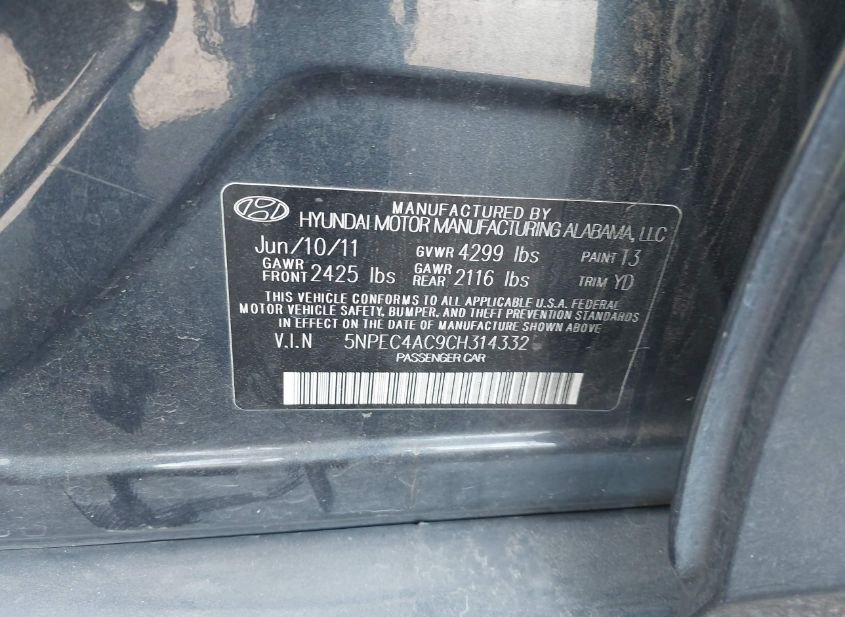 MANUFACTURED BY
HYUNDAI MOTOR MANUFACTURING ALABAMA, LLC
Jun/10/11 GVWR 4299 lbs PAINT T3
GAWR FRONT 2425 lbs GAWR REAR 2116 lbs TRIM YD
THIS VEHICLE CONFORMS TO ALL APPLICABLE U.S.A. FEDERAL
MOTOR VEHICLE SAFETY, BUMPER, AND THEFT PREVENTION STANDARDS
IN EFFECT ON THE DATE OF MANUFACTURE SHOWN ABOVE
V.I.N 5NPEC4AC9CH314332
PASSENGER CAR